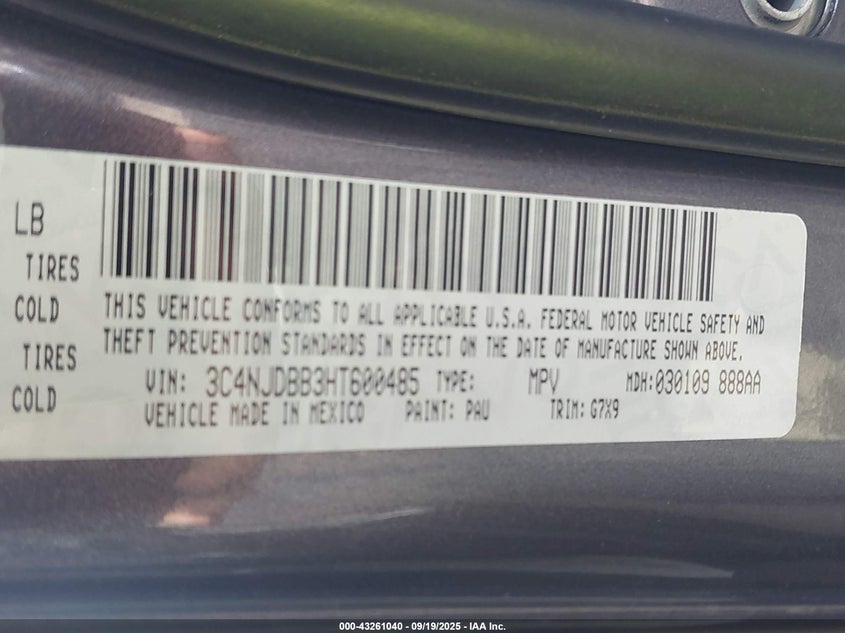 LB
TIRES
COLD
TIRES
COLD
THIS VEHICLE CONFORMS TO ALL APPLICABLE U.S.A. FEDERAL MOTOR VEHICLE SAFETY AND
THEFT PREVENTION STANDARDS IN EFFECT ON THE DATE OF MANUFACTURE SHOWN ABOVE.
VIN: 3C4NJDBB3HT600485 TYPE: MPV MDH:030109 888AA
VEHICLE MADE IN MEXICO PAINT: PAU TRIM: G7X9
000-43261040 - 09/19/2025 - IAA Inc.